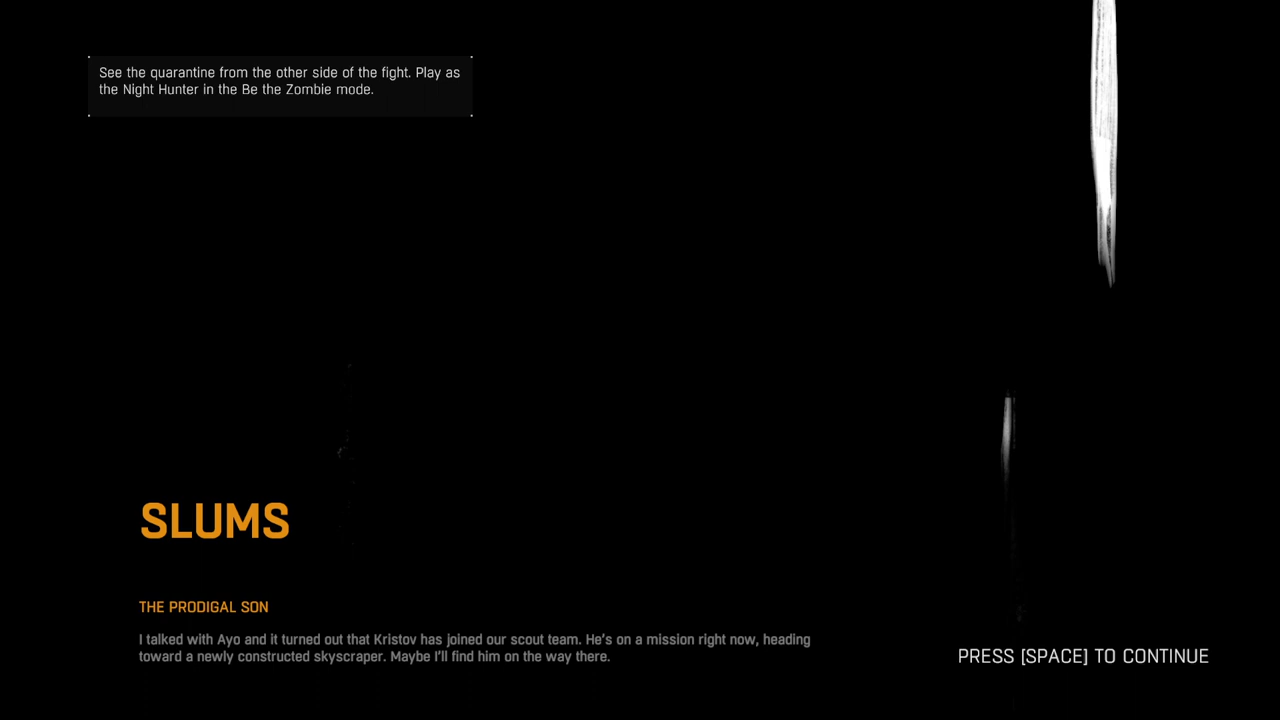 See the quarantine from the other side of the fight. Play as
the Night Hunter in the Be the Zombie mode.
SLUMS
THE PRODIGAL SON
I talked with Ayo and it turned out that Kristov has joined our scout team. He's on a mission right now, heading
toward a newly constructed skyscraper. Maybe I'll find him on the way there.
PRESS [SPACE] TO CONTINUE